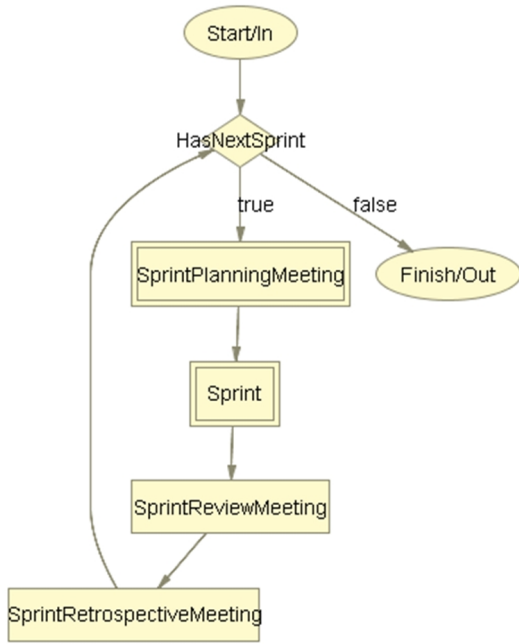 Start/In
HasNextSprint
true
false
SprintPlanningMeeting
Finish/Out
Sprint
SprintReviewMeeting
SprintRetrospectiveMeeting